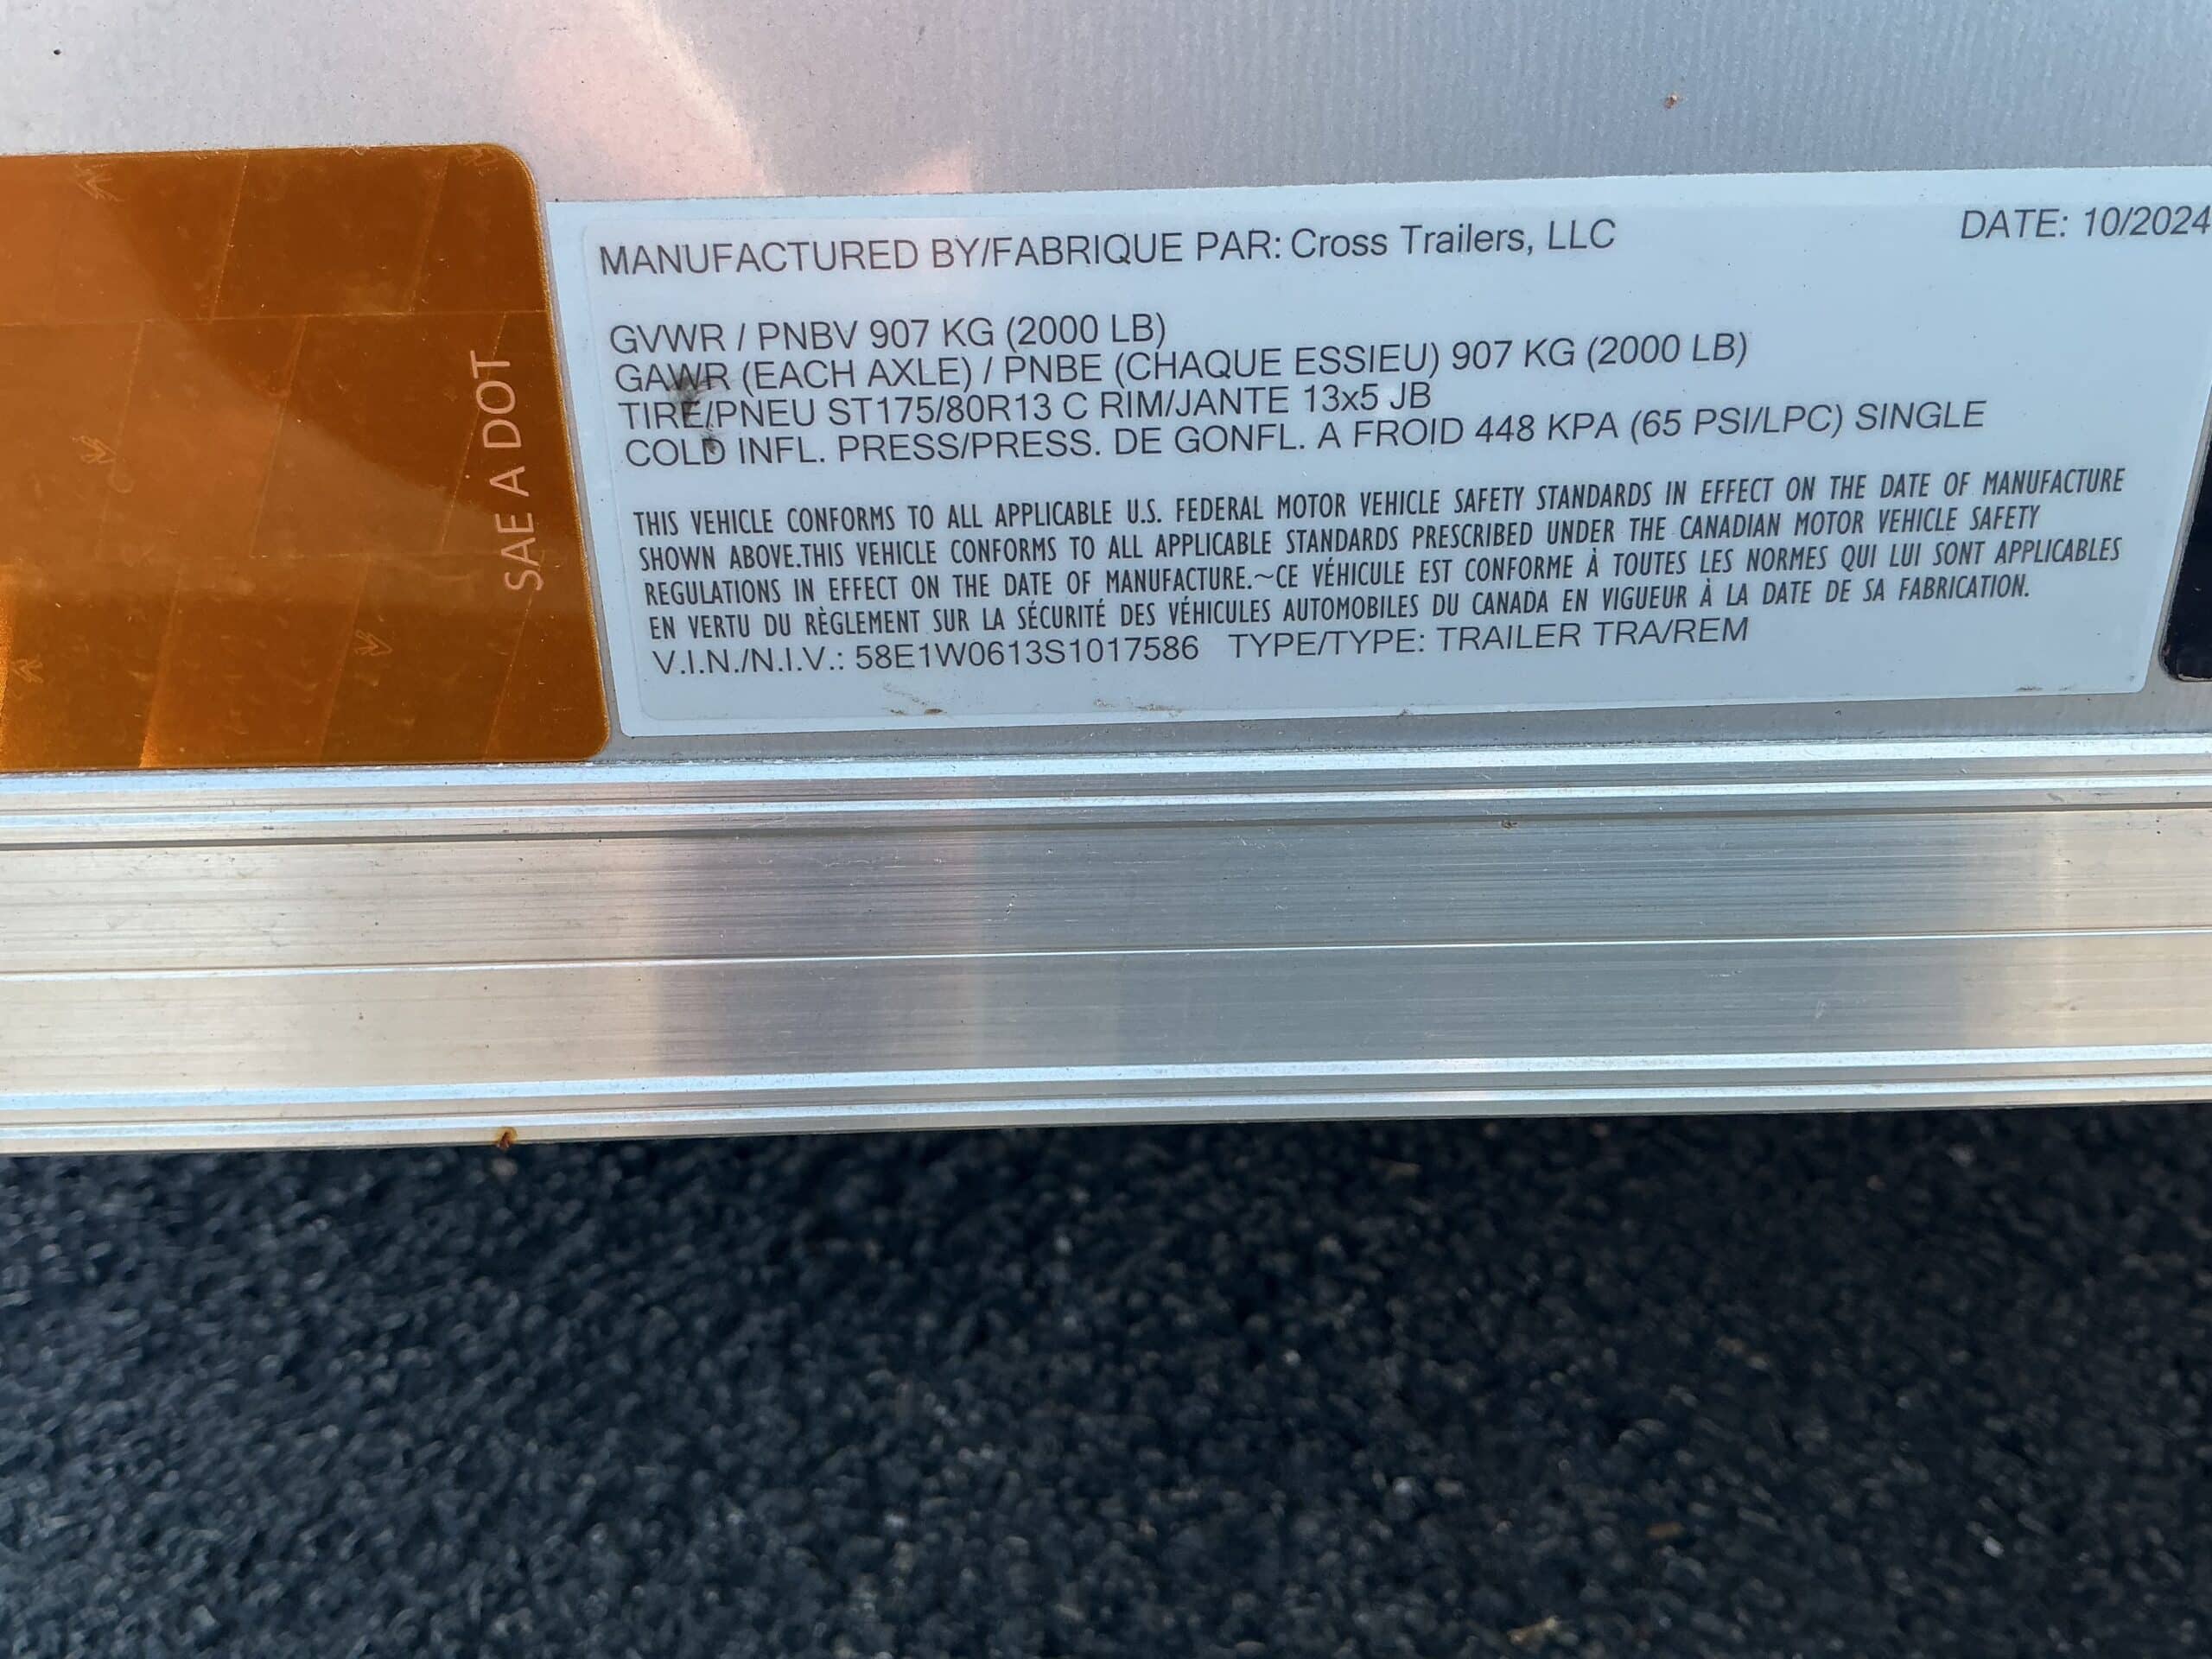 SAE A DOT
MANUFACTURED BY/FABRIQUE PAR: Cross Trailers, LLC DATE: 10/2024
GVWR / PNBV 907 KG (2000 LB)
GAWR (EACH AXLE) / PNBE (CHAQUE ESSIEU) 907 KG (2000 LB)
TIRE/PNEU ST175/80R13 C RIM/JANTE 13x5 JB
COLD INFL. PRESS/PRESS. DE GONFL. A FROID 448 KPA (65 PSI/LPC) SINGLE
THIS VEHICLE CONFORMS TO ALL APPLICABLE U.S. FEDERAL MOTOR VEHICLE SAFETY STANDARDS IN EFFECT ON THE DATE OF MANUFACTURE
SHOWN ABOVE.THIS VEHICLE CONFORMS TO ALL APPLICABLE STANDARDS PRESCRIBED UNDER THE CANADIAN MOTOR VEHICLE SAFETY
REGULATIONS IN EFFECT ON THE DATE OF MANUFACTURE.~CE VÉHICULE EST CONFORME À TOUTES LES NORMES QUI LUI SONT APPLICABLES
EN VERTU DU RÈGLEMENT SUR LA SÉCURITÉ DES VÉHICULES AUTOMOBILES DU CANADA EN VIGUEUR À LA DATE DE SA FABRICATION.
V.I.N./N.I.V.: 58E1W0613S1017586 TYPE/TYPE: TRAILER TRA/REM